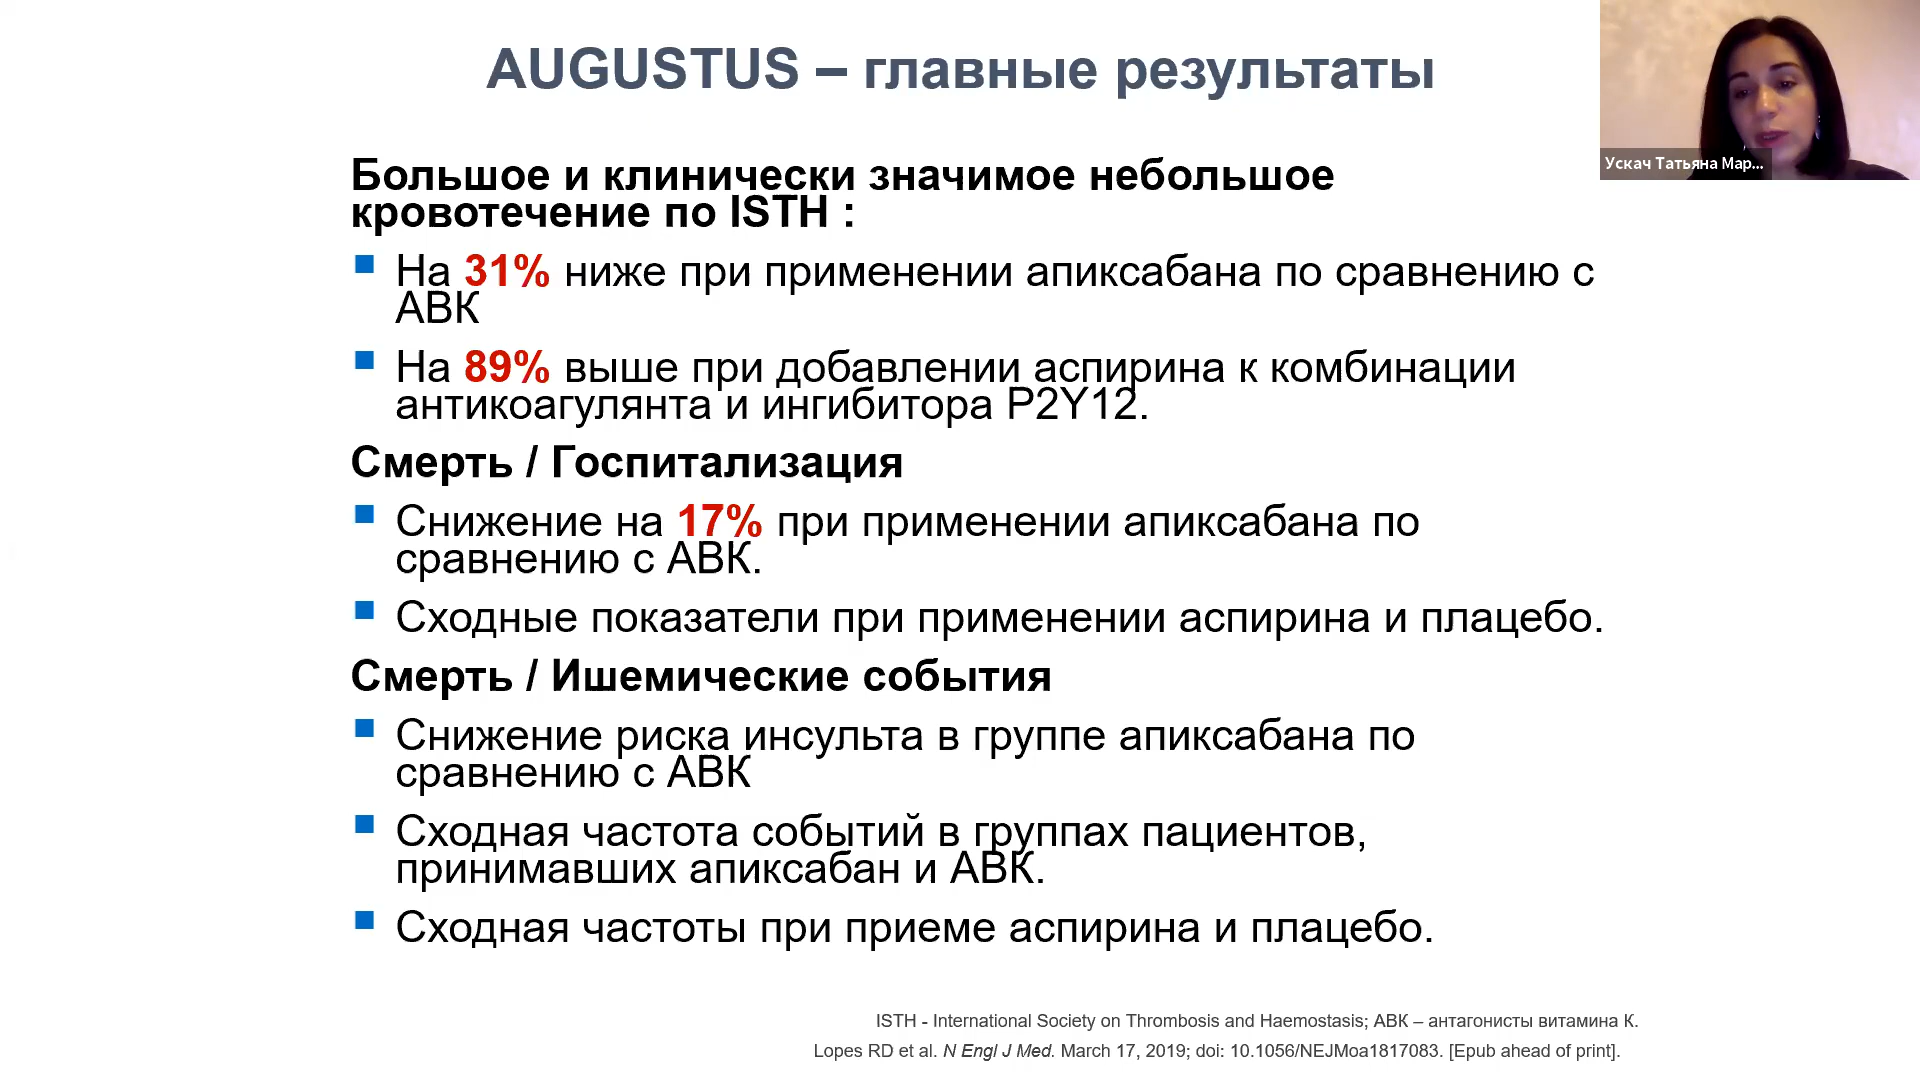 AUGUSTUS – главные результаты
Ускач Татьяна Мар...
Большое и клинически значимое небольшое
кровотечение по ISTH :
На 31% ниже при применении апиксабана по сравнению с
АВК
На 89% выше при добавлении аспирина к комбинации
антикоагулянта и ингибитора P2Y12.
Смерть / Госпитализация
Снижение на 17% при применении апиксабана по
сравнению с АВК.
Сходные показатели при применении аспирина и плацебо.
Смерть / Ишемические события
Снижение риска инсульта в группе апиксабана по
сравнению с АВК
Сходная частота событий в группах пациентов,
принимавших апиксабан и АВК.
Сходная частоты при приеме аспирина и плацебо.
ISTH - International Society on Thrombosis and Haemostasis; АВК – антагонисты витамина К.
Lopes RD et al. N Engl J Med. March 17, 2019; doi: 10.1056/NEJMoa1817083. [Epub ahead of print].